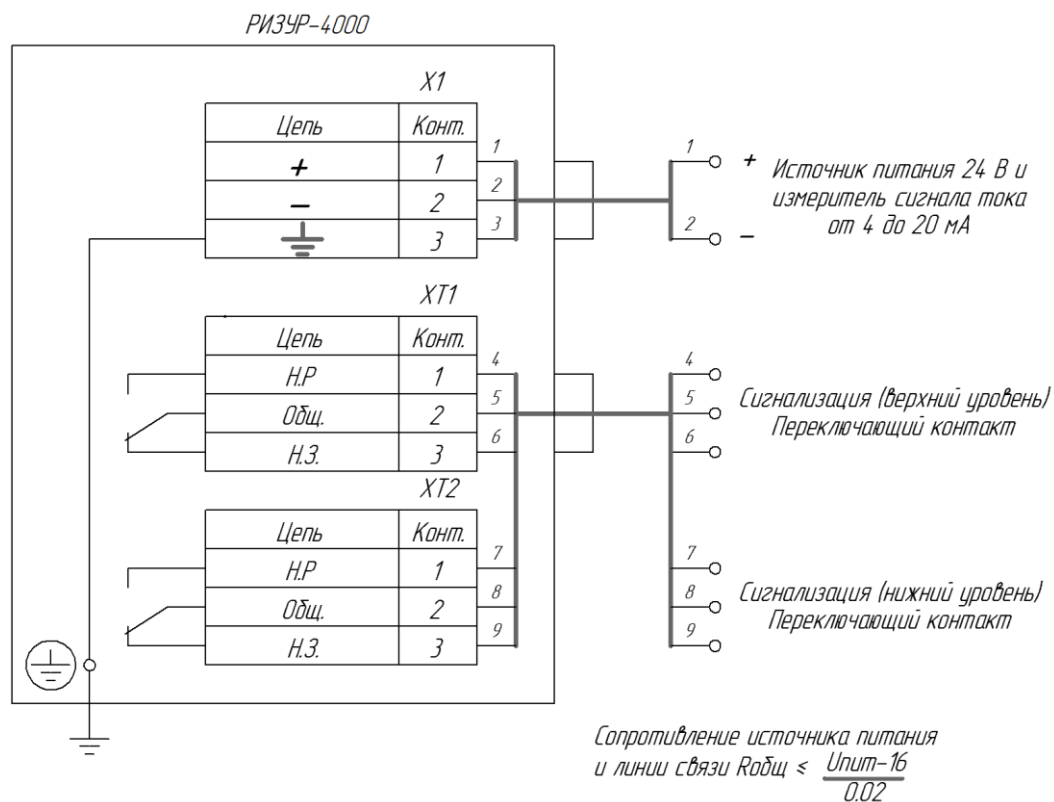 РИЗУР-4000
X1
Цепь Конт.
+ 1
− 2
3
1
2
3
1 +
2 −
Источник питания 24 В и
измеритель сигнала тока
от 4 до 20 мА
XT1
Цепь Конт.
Н.Р 1
Общ. 2
Н.З. 3
4
5
6
4
5
6
Сигнализация (верхний уровень)
Переключающий контакт
XT2
Цепь Конт.
Н.Р 1
Общ. 2
Н.З. 3
7
8
9
7
8
9
Сигнализация (нижний уровень)
Переключающий контакт
Сопротивление источника питания
и линии связи Rобщ ≤ Uпит-16
0.02